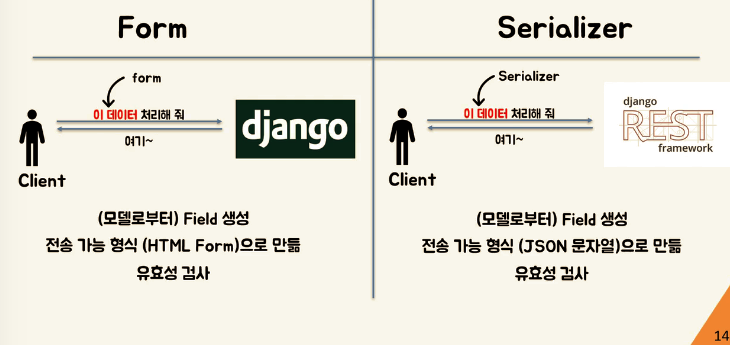 Form
form
이 데이터 처리해 줘
여기~
django
Client
(모델로부터) Field 생성
전송 가능 형식 (HTML Form)으로 만듦
유효성 검사
Serializer
Serializer
이 데이터 처리해 줘
여기~
django
REST
framework
Client
(모델로부터) Field 생성
전송 가능 형식 (JSON 문자열)으로 만듦
유효성 검사
14